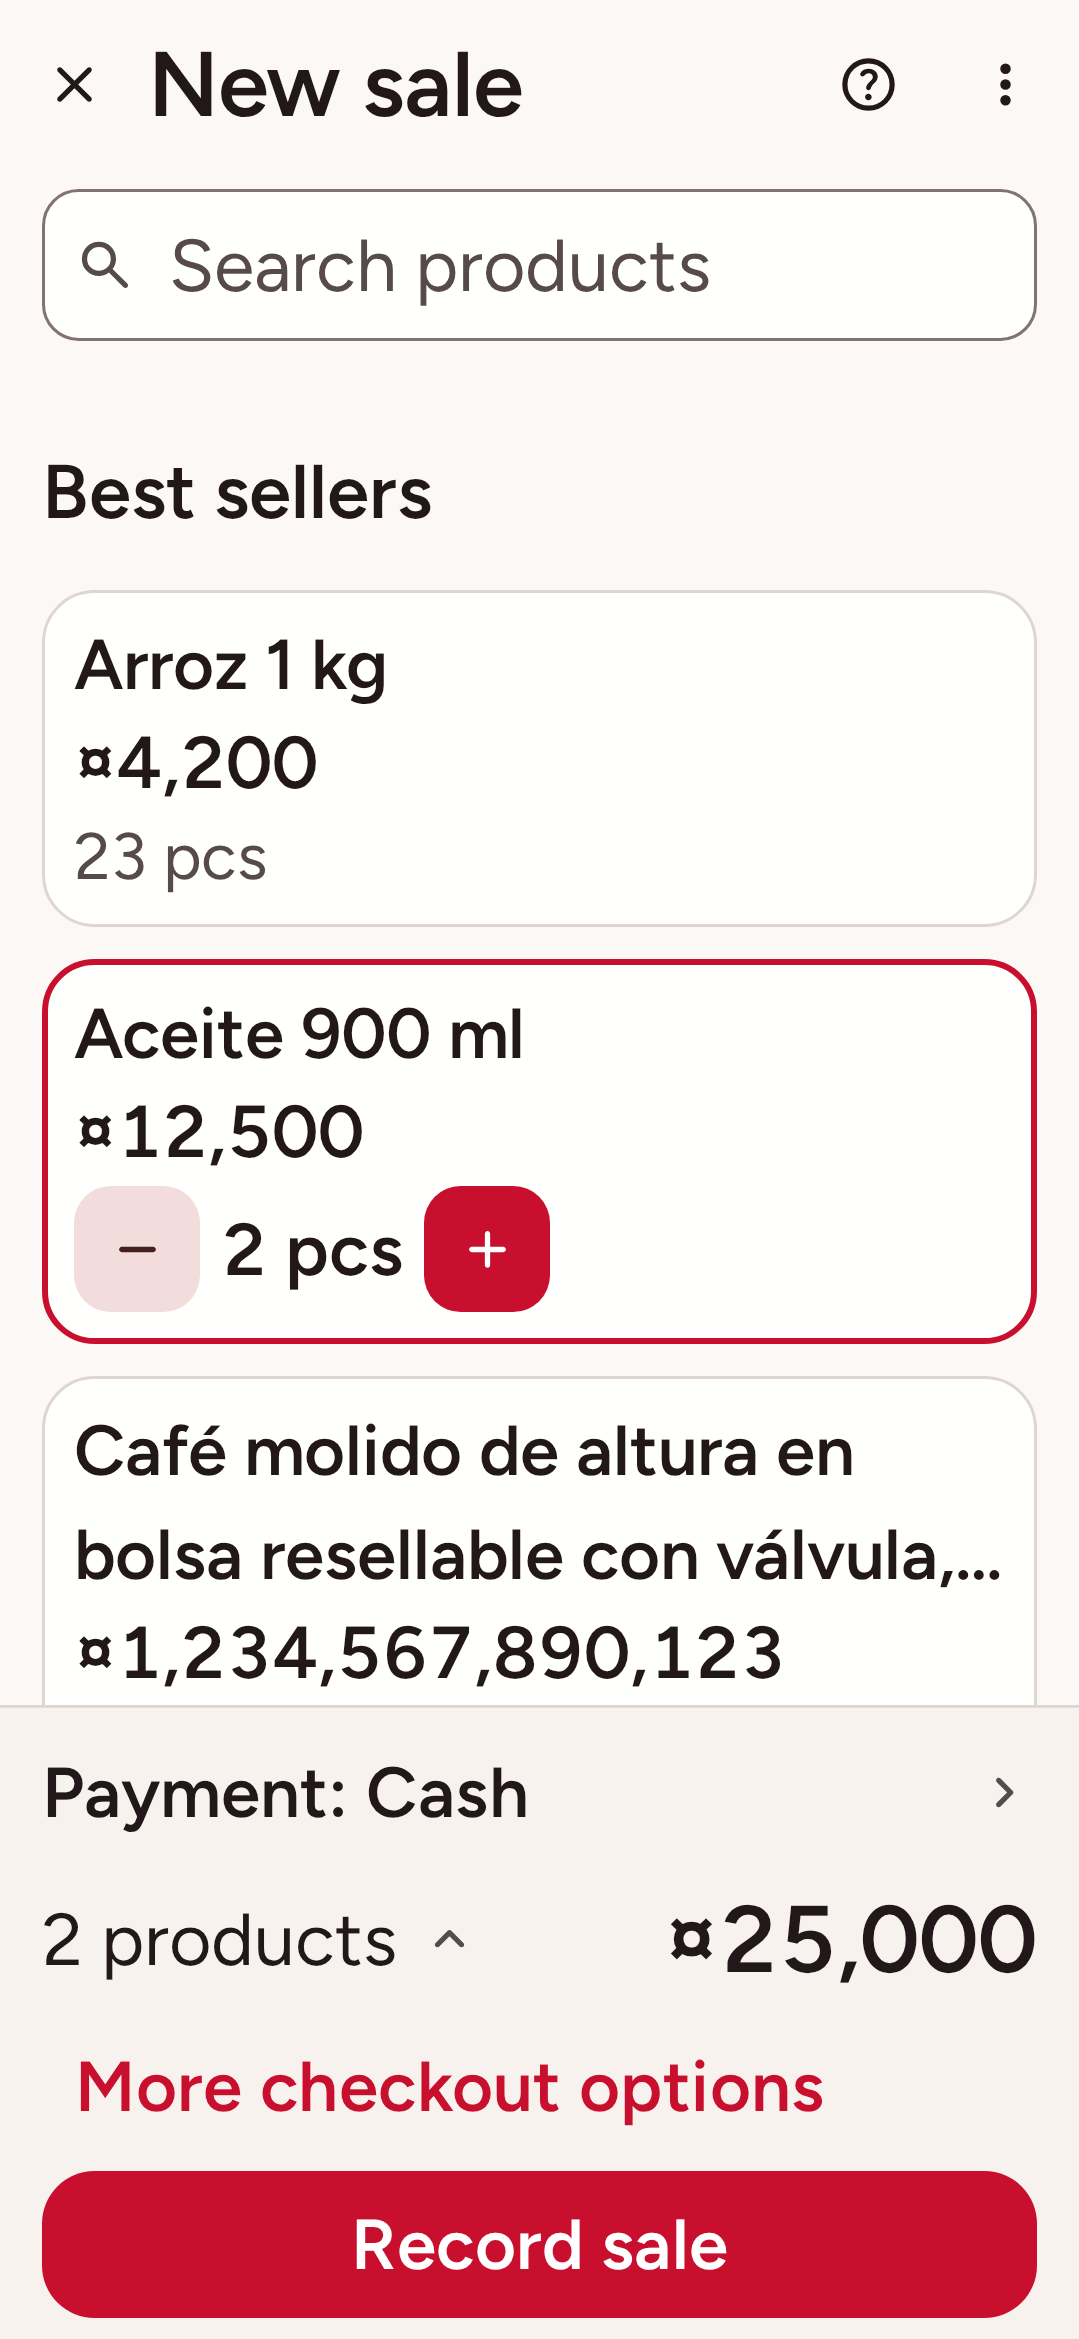 New sale
Search products
Best sellers
Arroz 1 kg
¤4,200
23 pcs
Aceite 900 ml
¤12,500
2 pcs
Café molido de altura en
bolsa resellable con válvula,...
¤1,234,567,890,123
Payment: Cash
2 products
¤25,000
More checkout options
Record sale